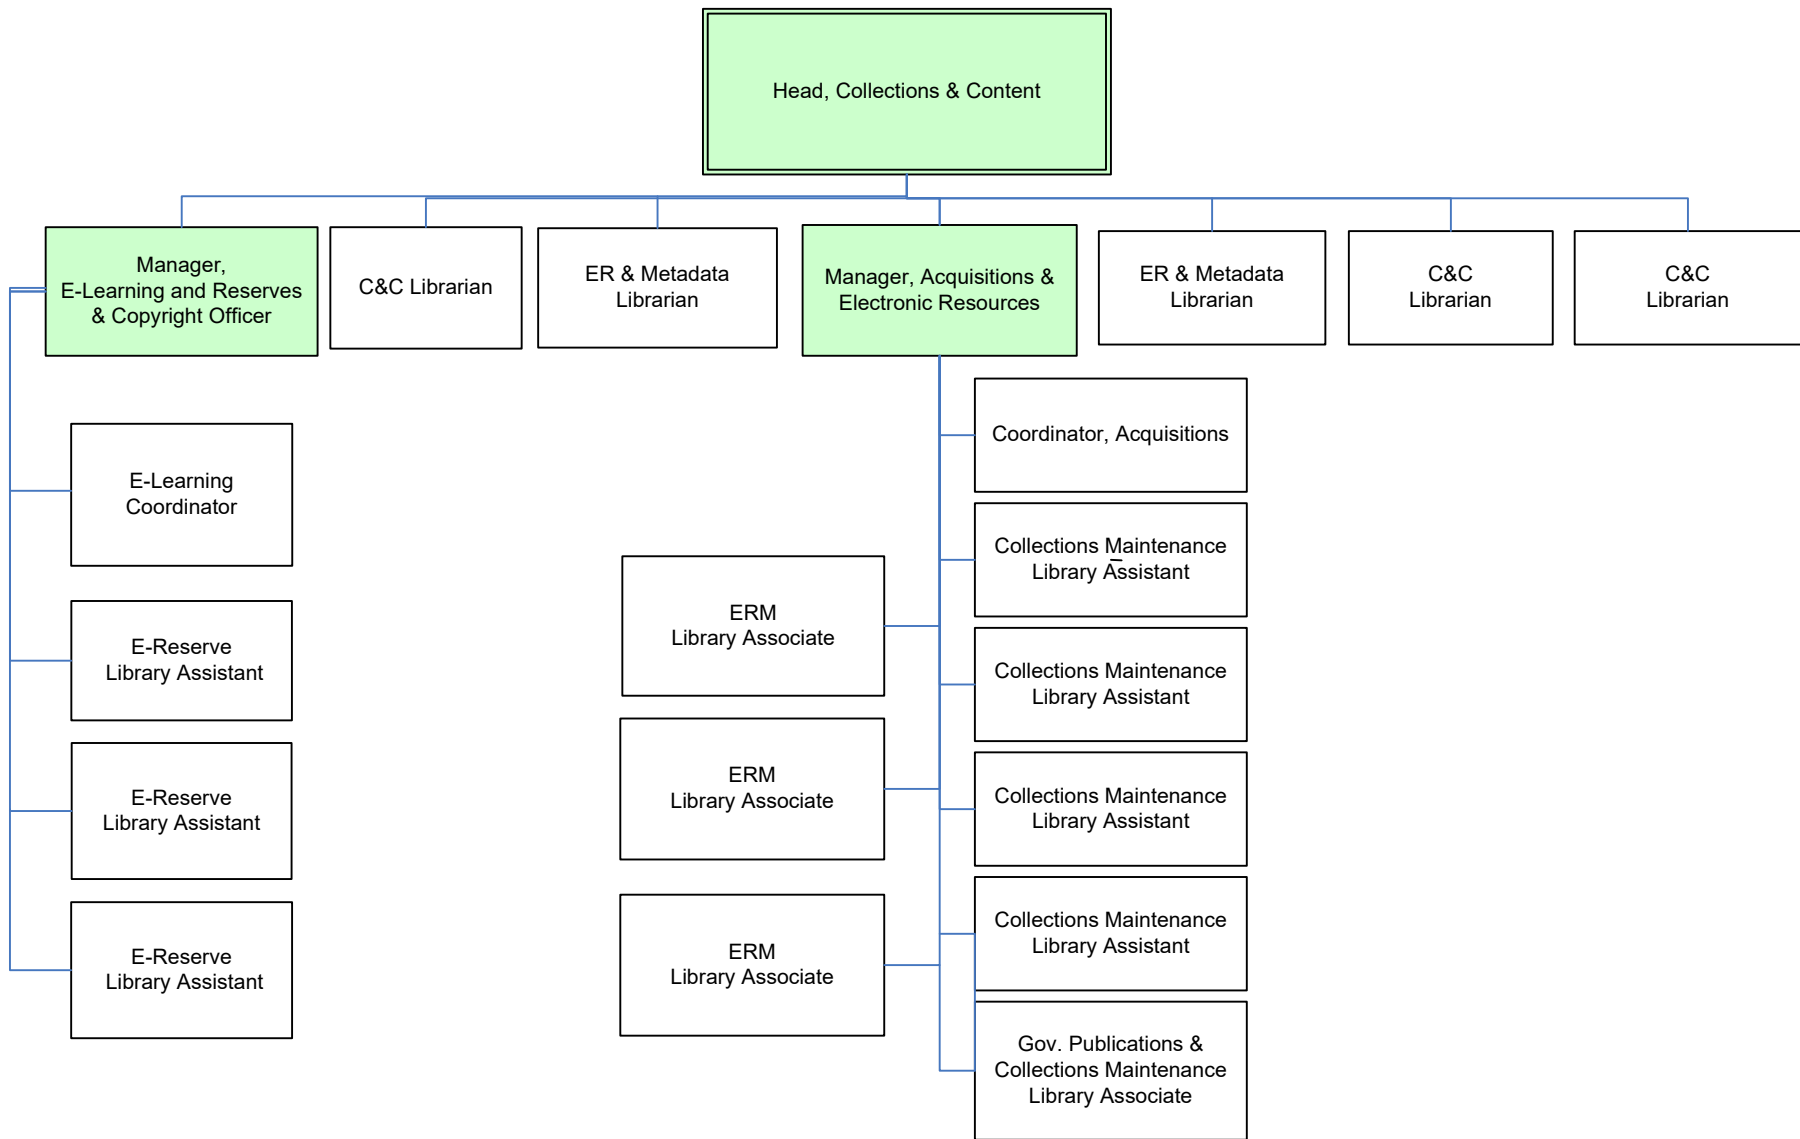 Head, Collections & Content
Manager,
E-Learning and Reserves
& Copyright Officer
C&C Librarian
ER & Metadata
Librarian
Manager, Acquisitions &
Electronic Resources
ER & Metadata
Librarian
C&C
Librarian
C&C
Librarian
E-Learning
Coordinator
E-Reserve
Library Assistant
E-Reserve
Library Assistant
E-Reserve
Library Assistant
ERM
Library Associate
ERM
Library Associate
ERM
Library Associate
Coordinator, Acquisitions
Collections Maintenance
Library Assistant
Collections Maintenance
Library Assistant
Collections Maintenance
Library Assistant
Collections Maintenance
Library Assistant
Gov. Publications &
Collections Maintenance
Library Associate